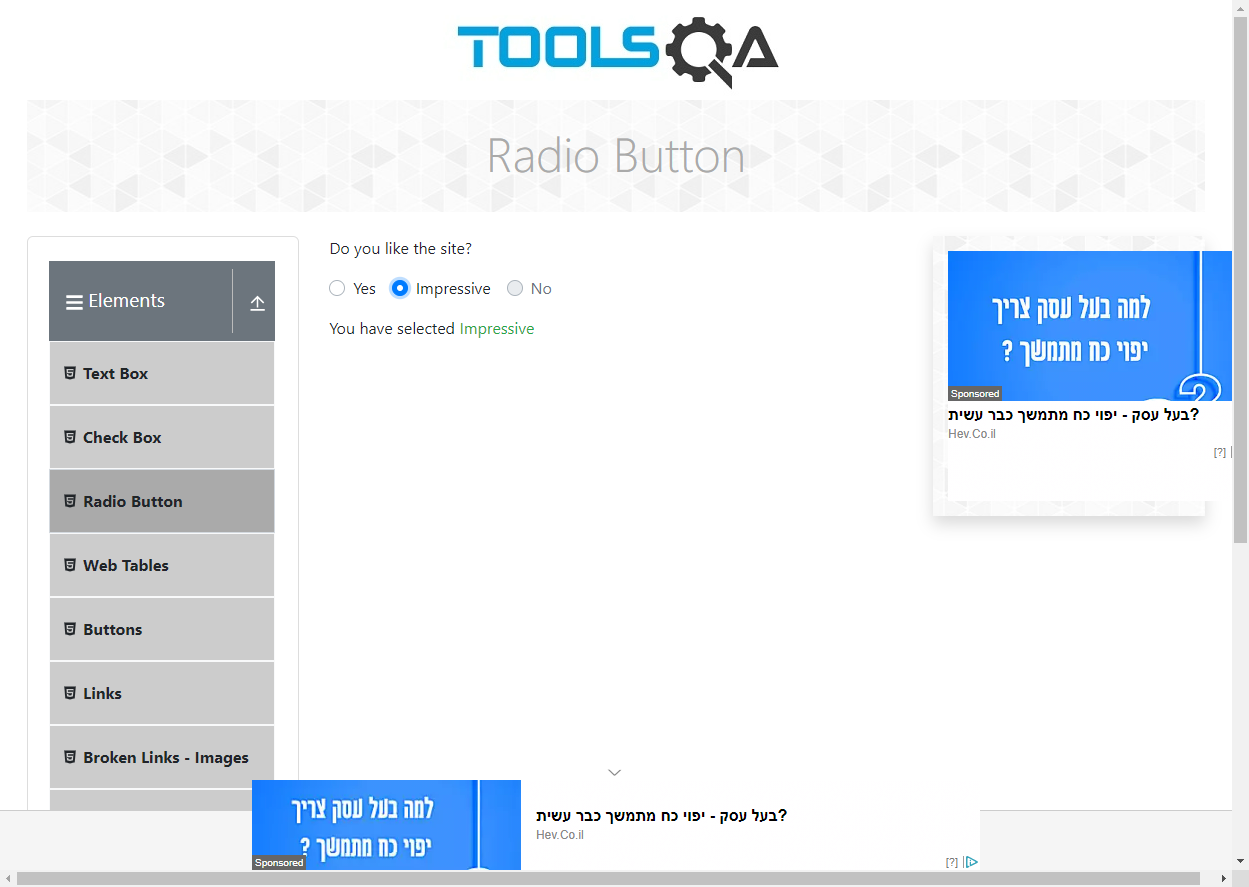 TOOLSQA
Radio Button
Elements
Text Box
Check Box
Radio Button
Web Tables
Buttons
Links
Broken Links - Images
Do you like the site?
Yes Impressive No
You have selected Impressive
למה בעל עסק צריך
יפוי כח מתמשך ?
Sponsored
בעל עסק - יפוי כח מתמשך כבר עשית?
Hev.Co.il
[?]
למה בעל עסק צריך
יפוי כח מתמשך ?
Sponsored
בעל עסק - יפוי כח מתמשך כבר עשית?
Hev.Co.il
[?]